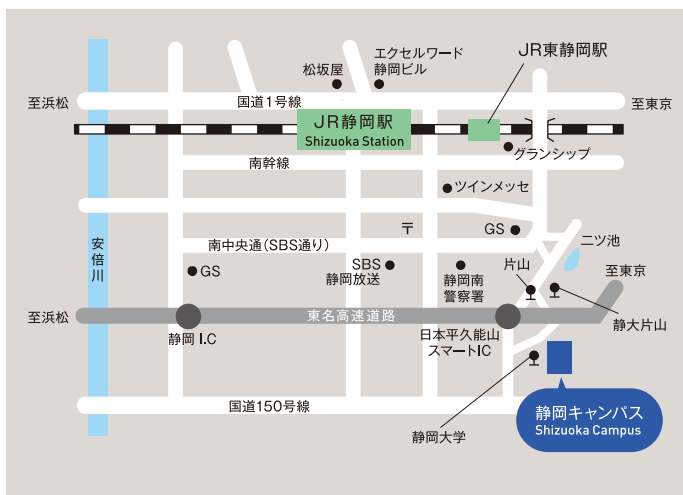 JR東静岡駅
エクセルワード
静岡ビル
松坂屋
至浜松
国道1号線
至東京
JR静岡駅
Shizuoka Station
グランシップ
南幹線
ツインメッセ
〒
GS
南中央通(SBS通り)
二ツ池
安倍川
GS
SBS
静岡放送
静岡南
警察署
片山
至東京
至浜松
東名高速道路
静岡 I.C
日本平久能山
スマートIC
静大片山
国道150号線
静岡大学
静岡キャンパス
Shizuoka Campus